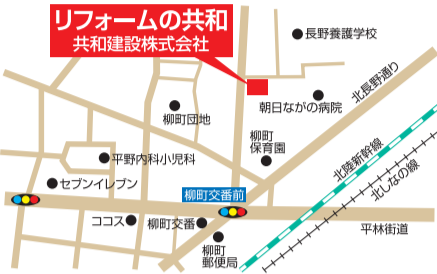 リフォームの共和
共和建設株式会社
長野養護学校
北長野通り
朝日ながの病院
柳町団地
柳町
保育園
平野内科小児科
北陸新幹線
北しなの線
セブンイレブン
柳町交番前
ココス
柳町交番
平林街道
柳町
郵便局